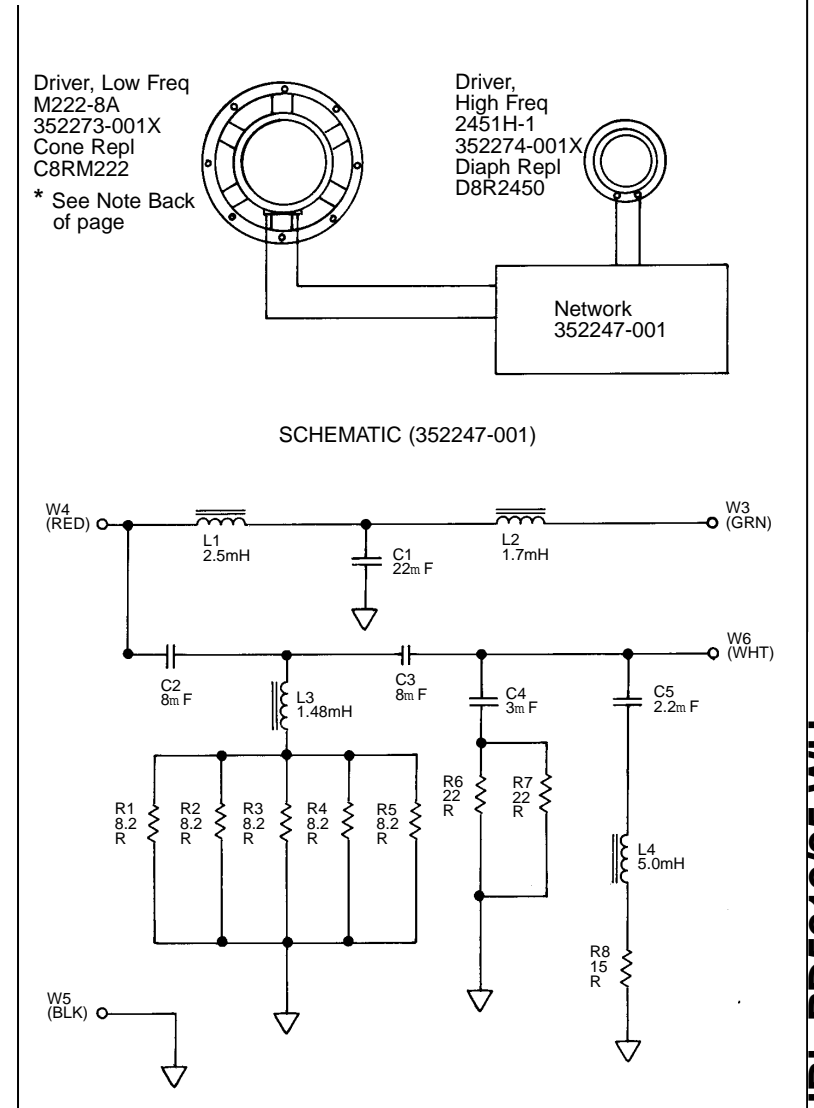 Driver, Low Freq
M222-8A
352273-001X
Cone Repl
C8RM222
* See Note Back
of page
Driver,
High Freq
2451H-1
352274-001X
Diaph Repl
D8R2450
Network
352247-001
SCHEMATIC (352247-001)
W4
(RED)
L1
2.5mH
C1
22m F
L2
1.7mH
W3
(GRN)
W6
(WHT)
C2
8m F
L3
1.48mH
C3
8m F
C4
3m F
C5
2.2m F
R1
8.2
R
R2
8.2
R
R3
8.2
R
R4
8.2
R
R5
8.2
R
R6
22
R
R7
22
R
L4
5.0mH
R8
15
R
W5
(BLK)